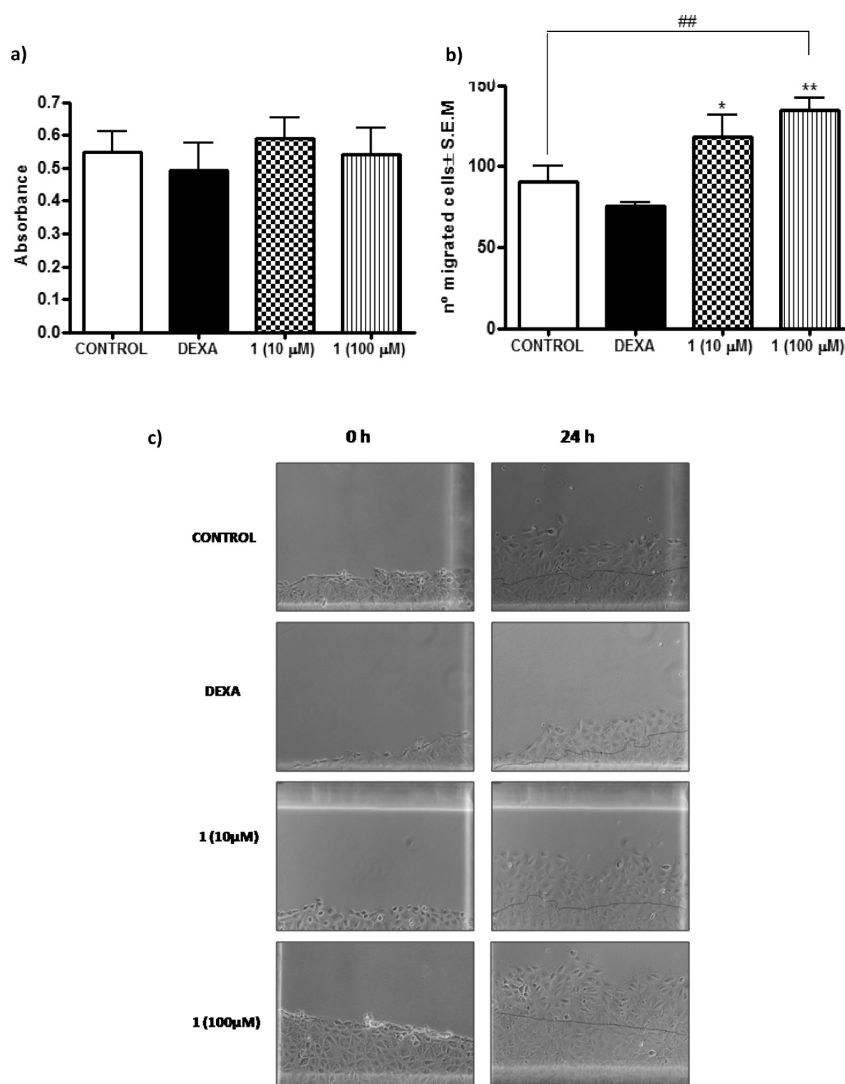 a)
Absorbance
0.7
0.6
0.5
0.4
0.3
0.2
0.1
0.0
CONTROL DEXA 1 (10 µM) 1 (100 µM)
b)
##
nº migrated cells± S.E.M
150
100
50
0
* **
CONTROL DEXA 1 (10 µM) 1 (100 µM)
c)
0 h 24 h
CONTROL
DEXA
1 (10µM)
1 (100µM)